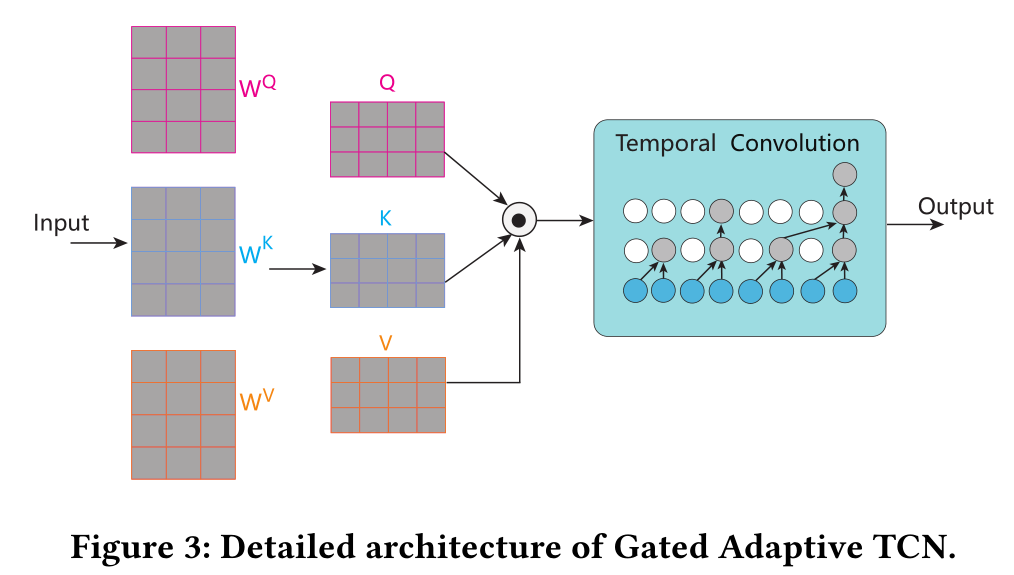 W^Q
Q
Temporal Convolution
Input
W^K
K
Output
V
W^V
Figure 3: Detailed architecture of Gated Adaptive TCN.